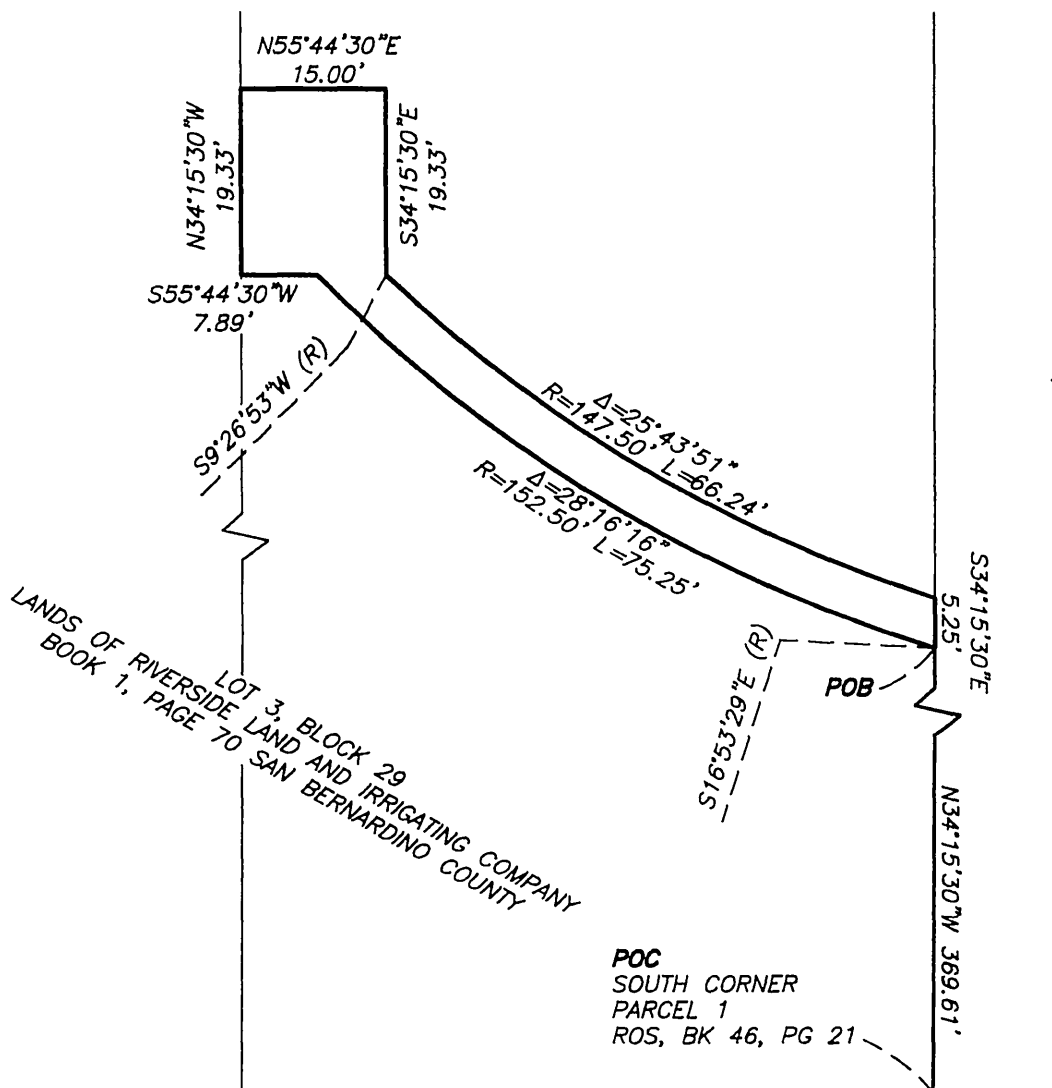 N55°44'30"E
15.00'
N34°15'30"W
19.33'
S34°15'30"E
19.33'
S55°44'30"W
7.89'
S9°26'53"W (R)
Δ=25°43'51"
R=147.50' L=66.24'
Δ=28°16'16"
R=152.50' L=75.25'
S34°15'30"E
5.25'
S16°53'29"E (R)
POB
LOT 3, BLOCK 29
LANDS OF RIVERSIDE LAND AND IRRIGATING COMPANY
BOOK 1, PAGE 70 SAN BERNARDINO COUNTY
N34°15'30"W 369.61'
POC
SOUTH CORNER
PARCEL 1
ROS, BK 46, PG 21